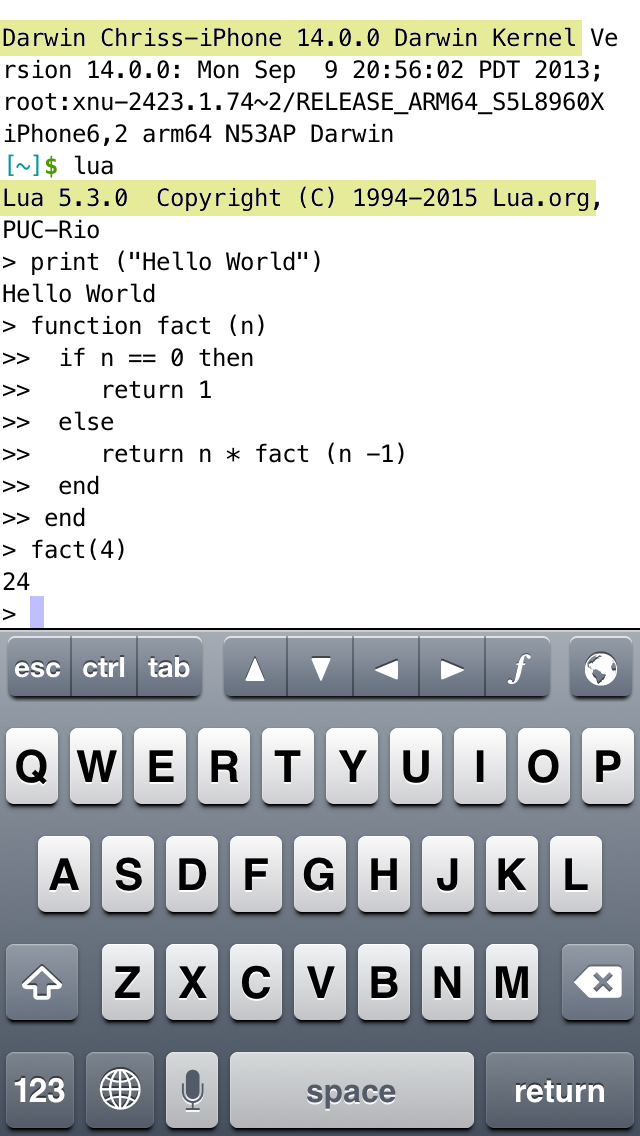 Darwin Chriss-iPhone 14.0.0 Darwin Kernel Ve
rsion 14.0.0: Mon Sep  9 20:56:02 PDT 2013;
root:xnu-2423.1.74~2/RELEASE_ARM64_S5L8960X
iPhone6,2 arm64 N53AP Darwin
[~]$ lua
Lua 5.3.0  Copyright (C) 1994-2015 Lua.org,
PUC-Rio
> print ("Hello World")
Hello World
> function fact (n)
>>  if n == 0 then
>>     return 1
>>  else
>>     return n * fact (n -1)
>>  end
>> end
> fact(4)
24
>
esc ctrl tab ▲ ▼ ◀ ▶ f
Q W E R T Y U I O P
A S D F G H J K L
Z X C V B N M
123 space return